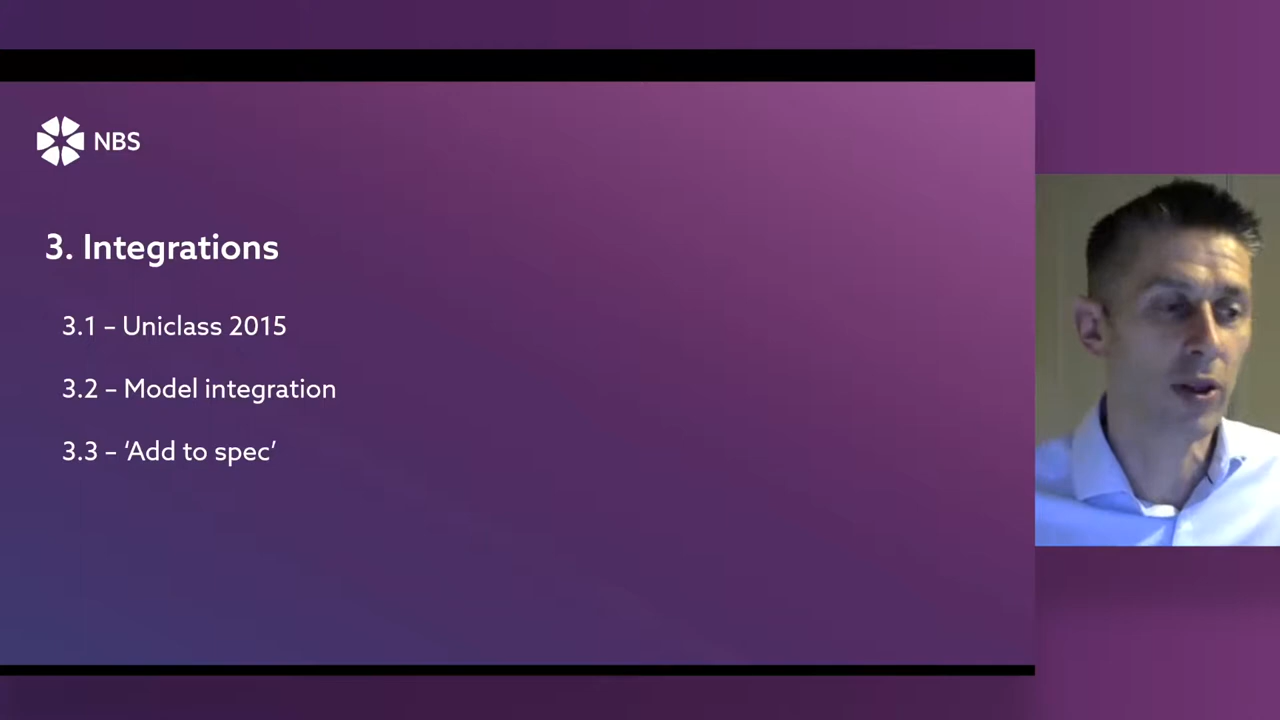 NBS
3. Integrations
3.1 – Uniclass 2015
3.2 – Model integration
3.3 – ‘Add to spec’